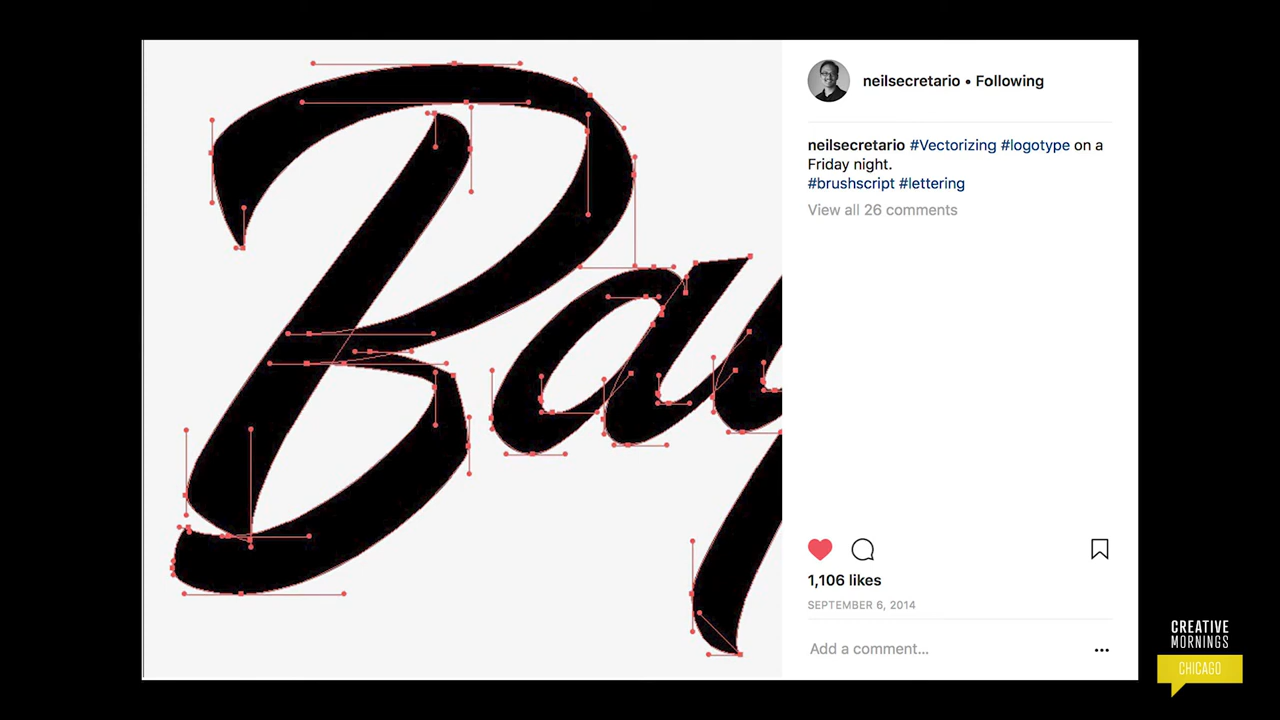 Bay
neilsecretario • Following
neilsecretario #Vectorizing #logotype on a
Friday night.
#brushscript #lettering
View all 26 comments
1,106 likes
SEPTEMBER 6, 2014
Add a comment...
CREATIVE
MORNINGS
CHICAGO